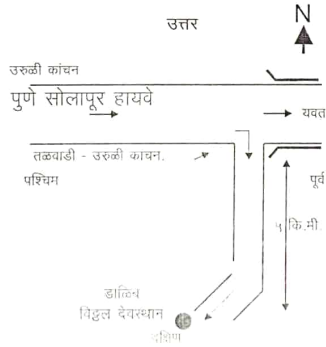 उत्तर
N
उरुळी कांचन
पुणे सोलापूर हायवे
यवत
तळवाडी - उरुळी कांचन.
पश्चिम
पूर्व
५ कि.मी.
डाळिंब
विठ्ठल देवस्थान
दक्षिण